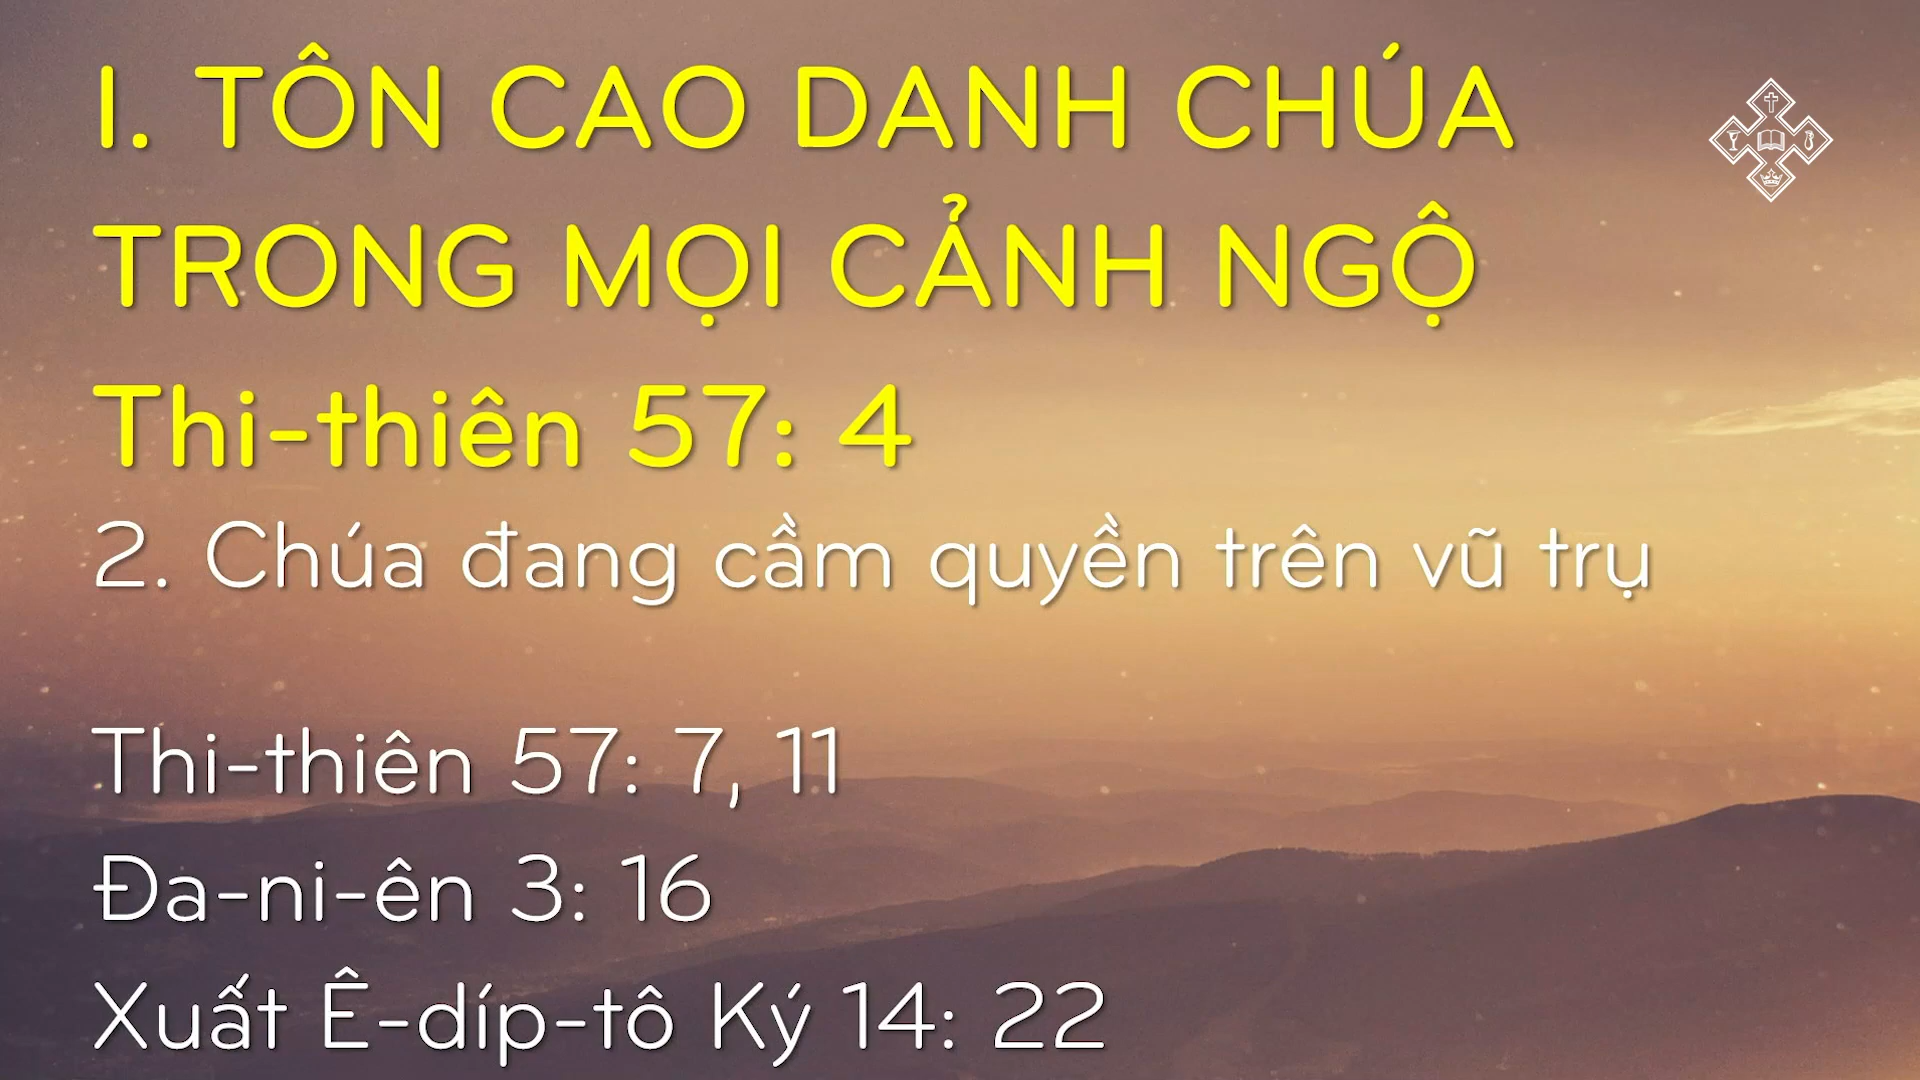 I. TÔN CAO DANH CHÚA
TRONG MỌI CẢNH NGỘ
Thi-thiên 57: 4
2. Chúa đang cầm quyền trên vũ trụ
Thi-thiên 57: 7, 11
Đa-ni-ên 3: 16
Xuất Ê-díp-tô Ký 14: 22